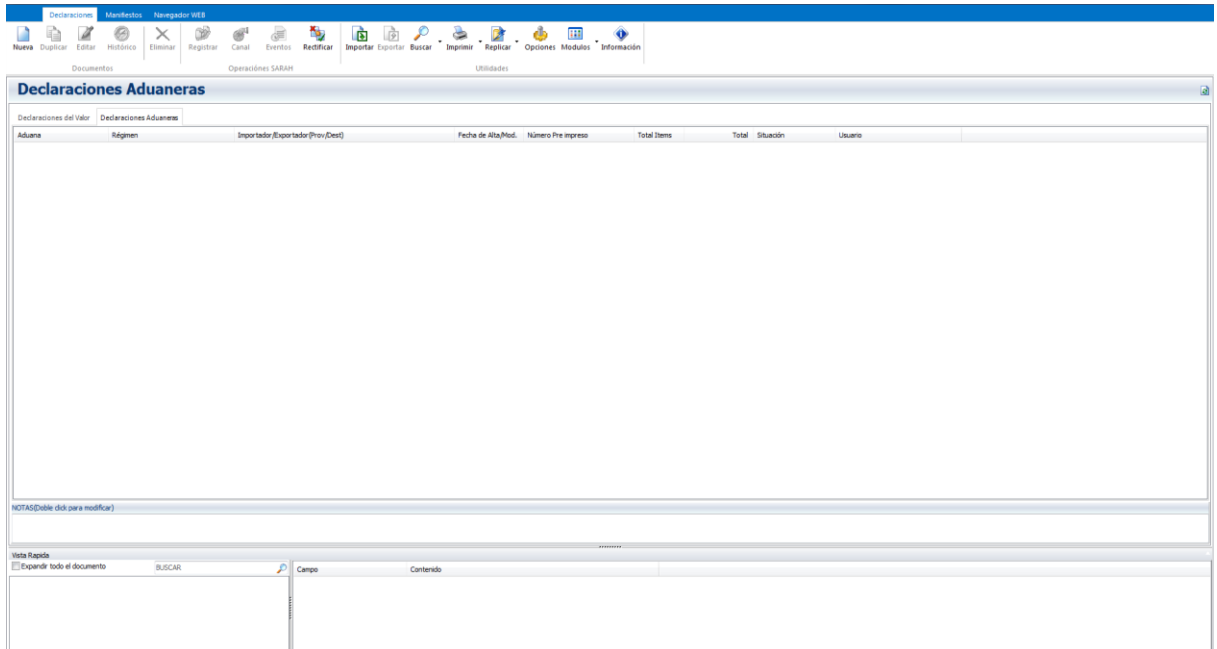 Declaraciones Manifiestos Navegador WEB
Nueva Duplicar Editar Histórico Eliminar Registrar Canal Eventos Rectificar Importar Exportar Buscar Imprimir Replicar Opciones Modulos Información
Documentos Operaciónes SARAH Utilidades
Declaraciones Aduaneras
Declaraciones del Valor Declaraciones Aduaneras
Aduana Régimen Importador/Exportador(Prov/Dest) Fecha de Alta/Mod. Número Pre impreso Total Items Total Situación Usuario
NOTAS(Doble click para modificar)
Vista Rapida
Expandir todo el documento BUSCAR Campo Contenido